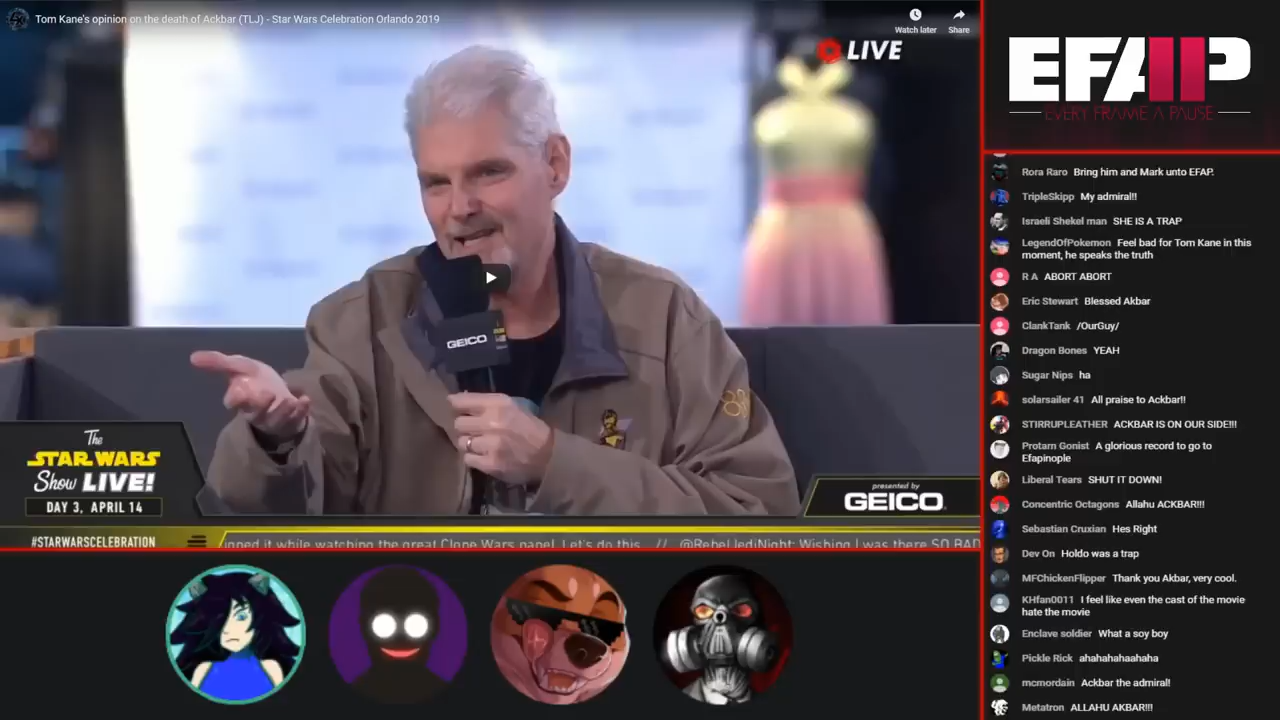 Tom Kane's opinion on the death of Ackbar (TLJ) - Star Wars Celebration Orlando 2019
Watch later
Share
LIVE
GEICO
The
STAR WARS
Show LIVE!
DAY 3, APRIL 14
presented by
GEICO
#STARWARSCELEBRATION
it while watching the great Clone Wars panel. Let's do this. // @RebelJediNight: Wishing I was there SO BAD
EFAP
EVERY FRAME A PAUSE
Rora Raro Bring him and Mark unto EFAP.
TripleSkipp My admiral!!
Israeli Shekel man SHE IS A TRAP
LegendOfPokemon Feel bad for Tom Kane in this
moment, he speaks the truth
R A ABORT ABORT
Eric Stewart Blessed Akbar
ClankTank /OurGuy/
Dragon Bones YEAH
Sugar Nips ha
solarsailer 41 All praise to Ackbar!!
STIRRUPLEATHER ACKBAR IS ON OUR SIDE!!!
Protam Gonist A glorious record to go to
Efapinople
Liberal Tears SHUT IT DOWN!
Concentric Octagons Allahu ACKBAR!!!
Sebastian Cruxian Hes Right
Dev On Holdo was a trap
MFChickenFlipper Thank you Akbar, very cool.
KHfan0011 I feel like even the cast of the movie
hate the movie
Enclave soldier What a soy boy
Pickle Rick ahahahahaahaha
mcmordain Ackbar the admiral!
Metatron ALLAHU AKBAR!!!